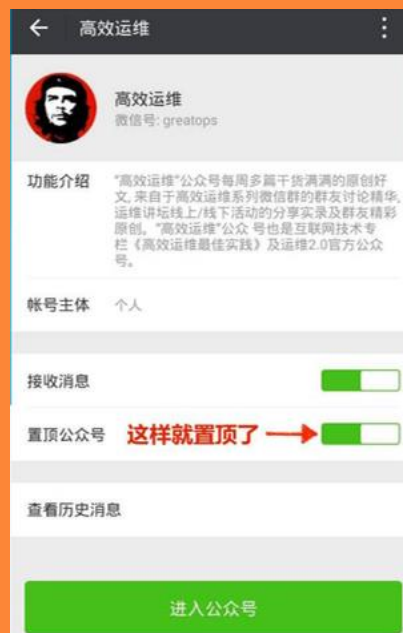 高效运维
高效运维
微信号: greatops
功能介绍
“高效运维”公众号每周多篇干货满满的原创好
文, 来自于高效运维系列微信群的群友讨论精华,
运维讲坛线上/线下活动的分享实录及群友精彩
原创。“高效运维”公众 号也是互联网技术专
栏《高效运维最佳实践》及运维2.0官方公众
号。
帐号主体 个人
接收消息
置顶公众号 这样就置顶了
查看历史消息
进入公众号